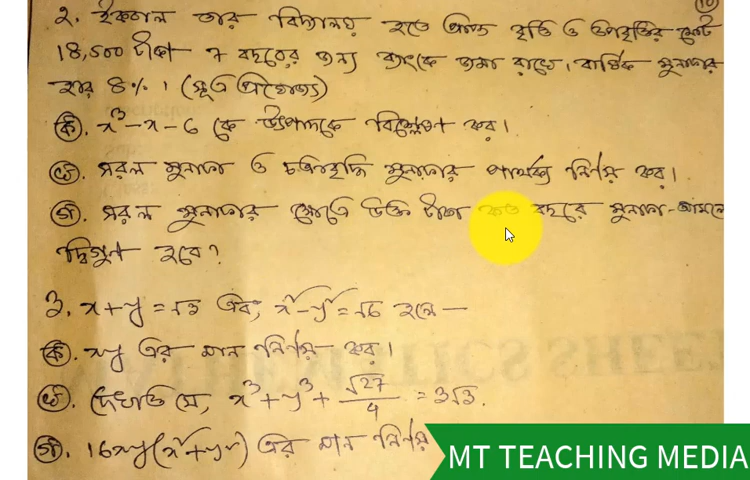 (10)
২. ইকবাল তার বিদ্যালয় হতে প্রাপ্ত বৃত্তি ও উপবৃত্তির মোট
18,500 টাকা ৭ বছরের জন্য ব্যাংকে জমা রাখে। বার্ষিক মুনাফার
হার ৪%। (সূত্র প্রযোজ্য)
ক. x³-x-6 কে উৎপাদকে বিশ্লেষণ কর।
খ. সরল মুনাফা ও চক্রবৃদ্ধি মুনাফার পার্থক্য নির্ণয় কর।
গ. সরল মুনাফার ক্ষেত্রে উক্ত টাকা কত বছরে মুনাফা-আসলে
দ্বিগুণ হবে?
3. x+y=√3 এবং x²-y²=√6 হলে —
ক. xy এর মান নির্ণয় কর।
খ. দেখাও যে, x³+y³+√27/4 = 3√3.
গ. 16xy(x²+y²) এর মান নির্ণয়
MT TEACHING MEDIA